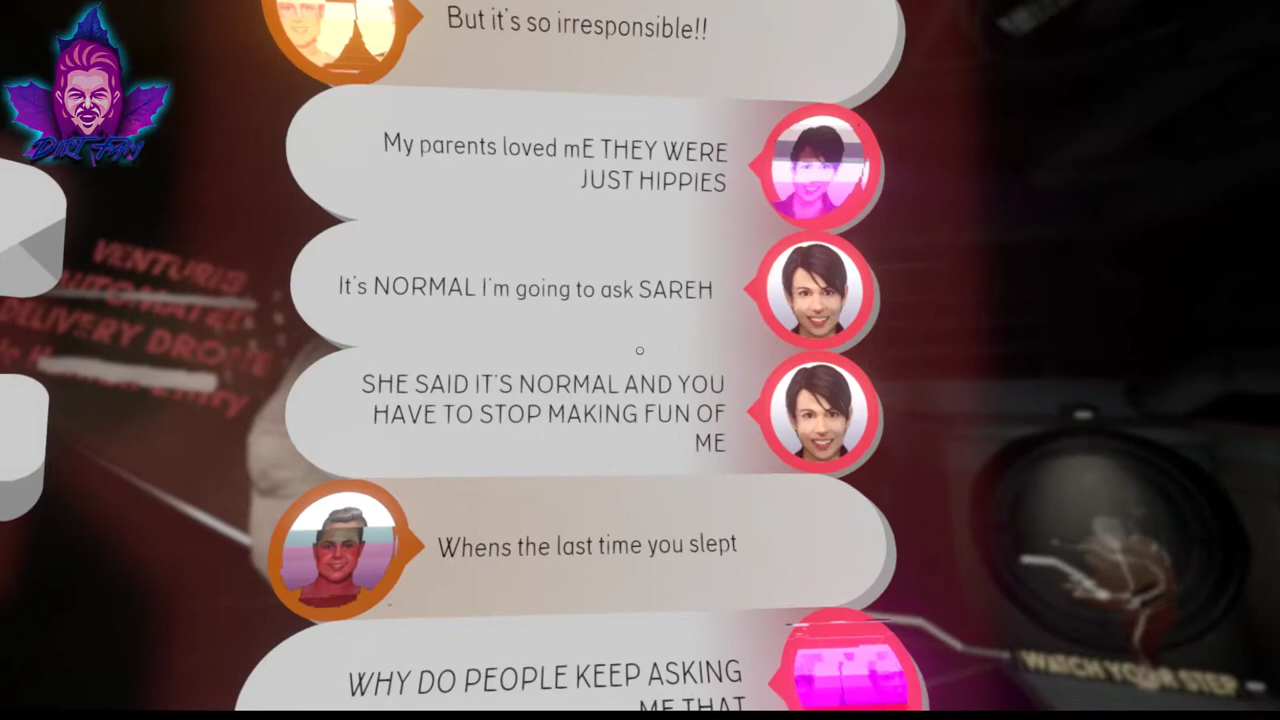 DIRT FAN
But it's so irresponsible!!
My parents loved mE THEY WERE
JUST HIPPIES
It's NORMAL I'm going to ask SAREH
SHE SAID IT'S NORMAL AND YOU
HAVE TO STOP MAKING FUN OF
ME
Whens the last time you slept
WHY DO PEOPLE KEEP ASKING
ME THAT
VENTURIS
DELIVERY DRONE
WATCH YOUR STEP